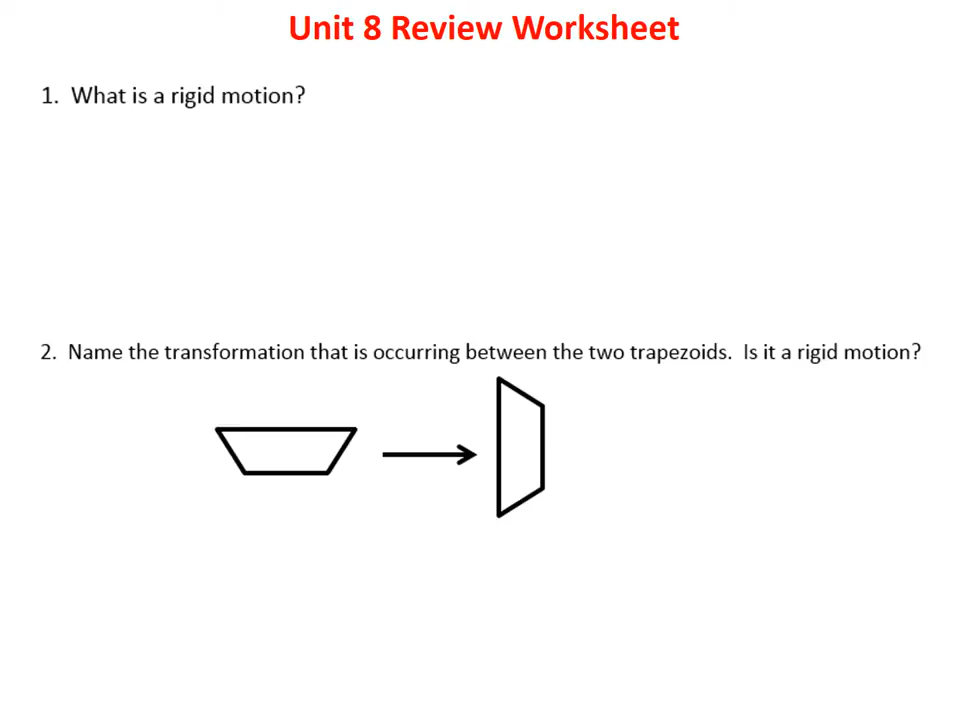 Unit 8 Review Worksheet
1. What is a rigid motion?
2. Name the transformation that is occurring between the two trapezoids. Is it a rigid motion?